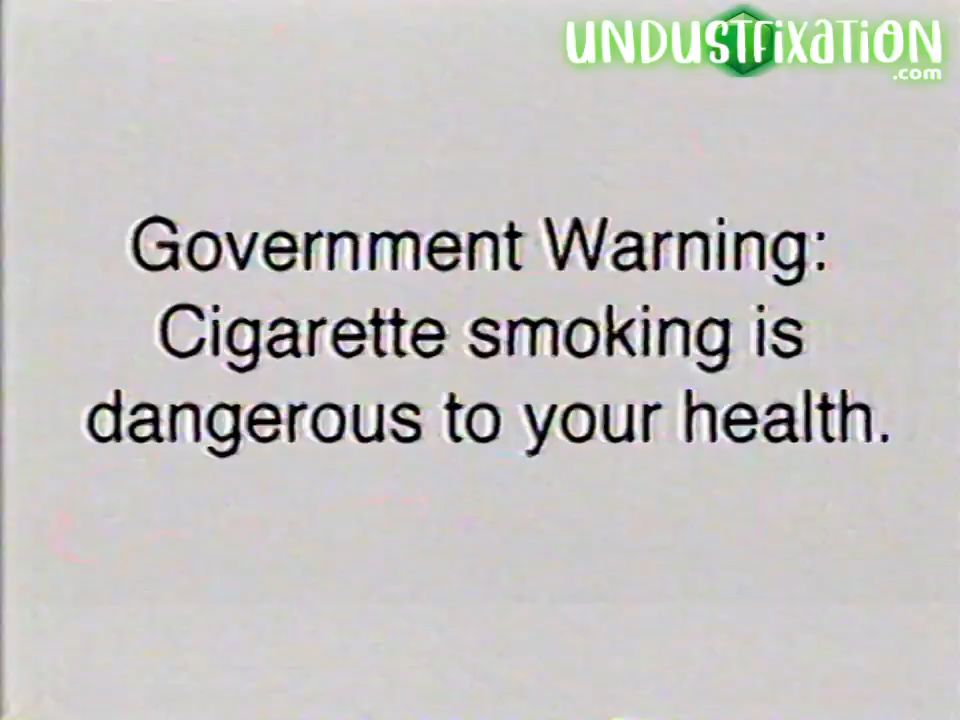 UNDUSTFIXATION
.com
Government Warning:
Cigarette smoking is
dangerous to your health.